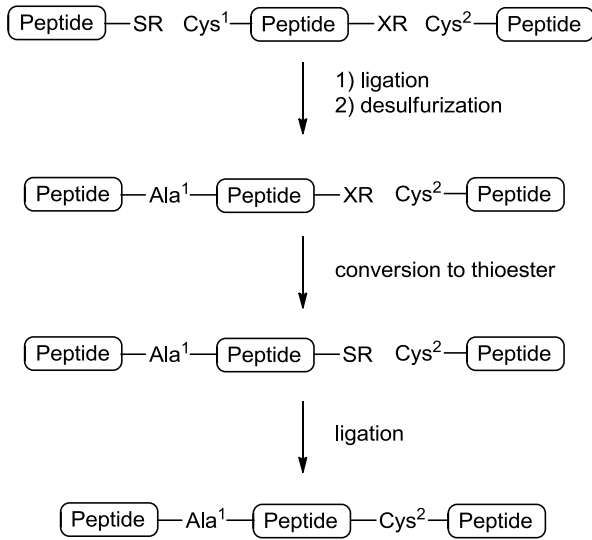 Peptide—SR Cys¹—Peptide—XR Cys²—Peptide
1) ligation
2) desulfurization
Peptide—Ala¹—Peptide—XR Cys²—Peptide
conversion to thioester
Peptide—Ala¹—Peptide—SR Cys²—Peptide
ligation
Peptide—Ala¹—Peptide—Cys²—Peptide